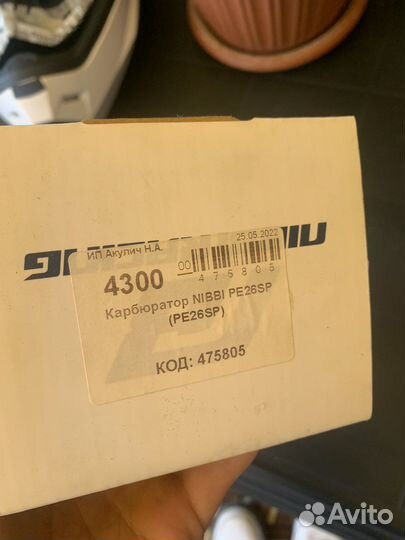 ИП Акулич Н.А.
25.05.2022
4300 00
475805
Карбюратор NIBBI PE26SP
(PE26SP)
КОД: 475805
Avito